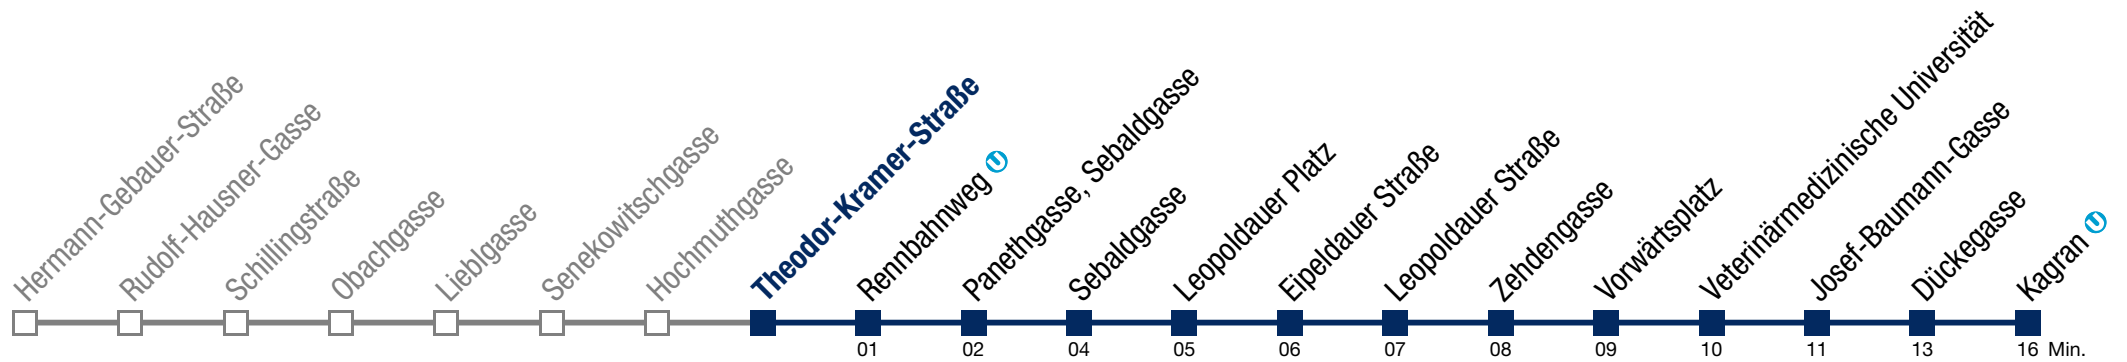 Hermann-Gebauer-Straße
Rudolf-Hausner-Gasse
Schillingstraße
Obachgasse
Lieblgasse
Senekowitschgasse
Hochmuthgasse
Theodor-Kramer-Straße
Rennbahnweg U
Panethgasse, Sebaldgasse
Sebaldgasse
Leopoldauer Platz
Eipeldauer Straße
Leopoldauer Straße
Zehdengasse
Vorwärtsplatz
Veterinärmedizinische Universität
Josef-Baumann-Gasse
Dückegasse
Kagran U
01 02 04 05 06 07 08 09 10 11 13 16 Min.